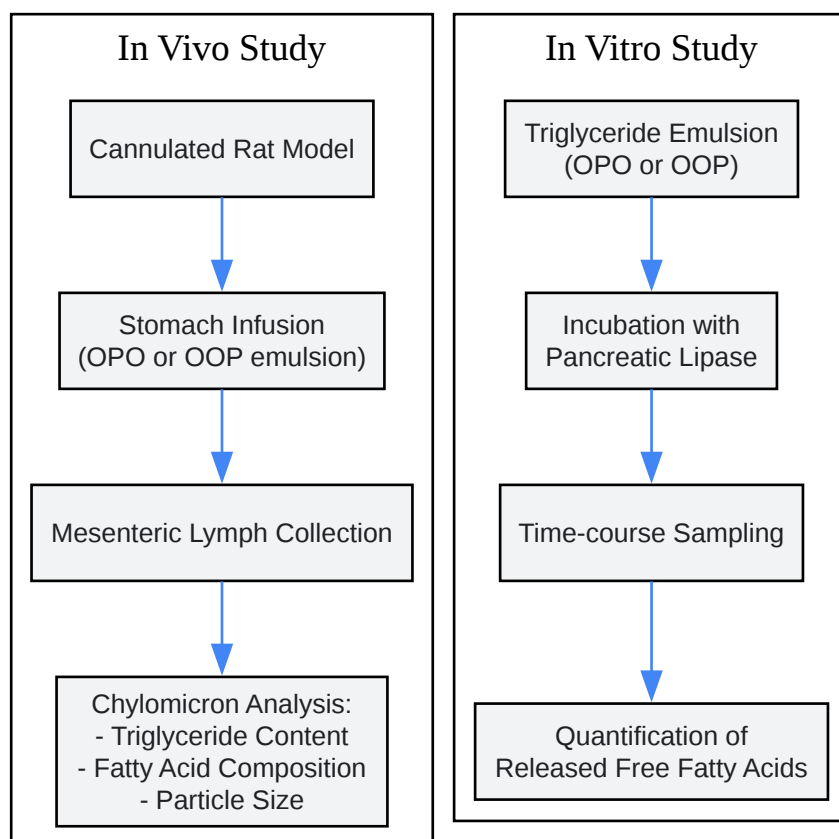 In Vivo Study
Cannulated Rat Model
Stomach Infusion
(OPO or OOP emulsion)
Mesenteric Lymph Collection
Chylomicron Analysis:
- Triglyceride Content
- Fatty Acid Composition
- Particle Size
In Vitro Study
Triglyceride Emulsion
(OPO or OOP)
Incubation with
Pancreatic Lipase
Time-course Sampling
Quantification of
Released Free Fatty Acids